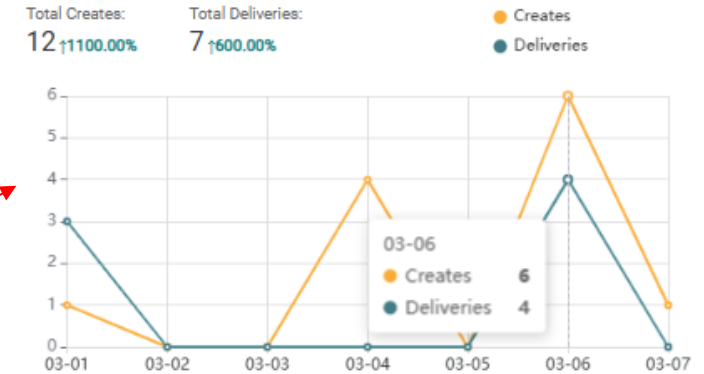 Total Creates: Total Deliveries:
12 ↑1100.00% 7 ↑600.00%
Creates
Deliveries
6
5
4
3
2
1
0
03-06
Creates 6
Deliveries 4
03-01 03-02 03-03 03-04 03-05 03-06 03-07